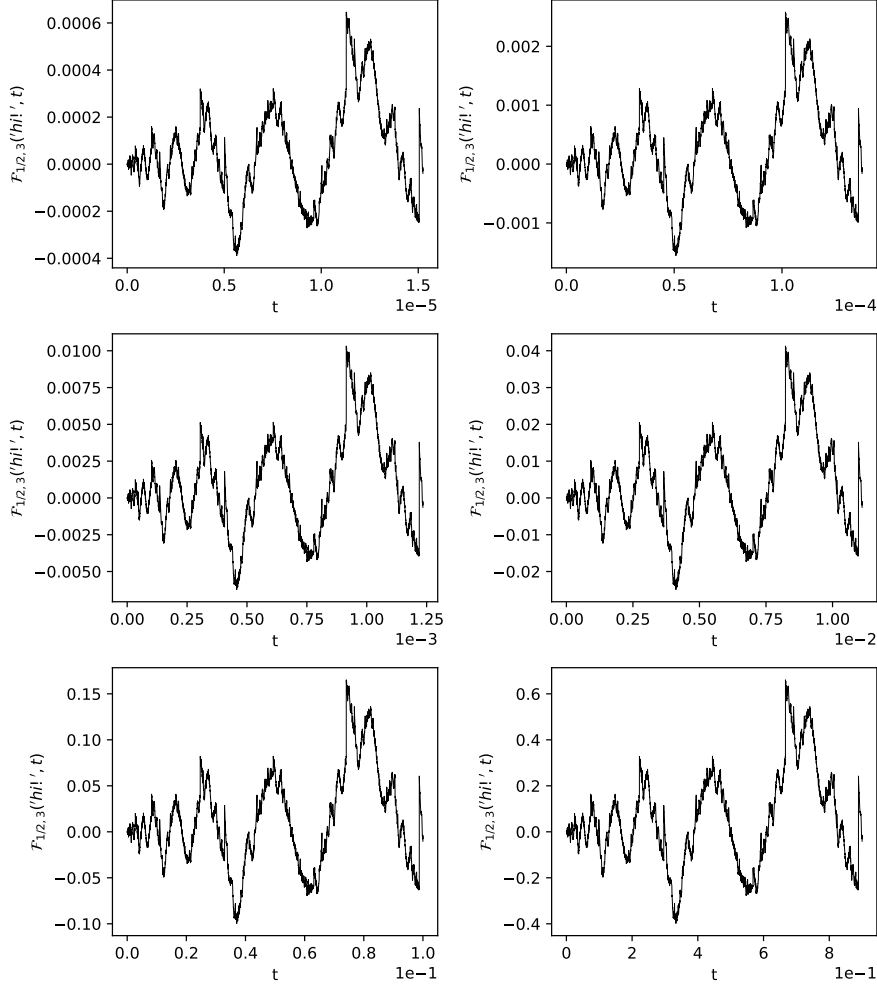 0.0006
0.0004
0.0002
0.0000
−0.0002
−0.0004
ℱ1/2, 3('hi! ', t)
0.0 0.5 1.0 1.5
t 1e−5
0.002
0.001
0.000
−0.001
ℱ1/2, 3('hi! ', t)
0.0 0.5 1.0
t 1e−4
0.0100
0.0075
0.0050
0.0025
0.0000
−0.0025
−0.0050
ℱ1/2, 3('hi! ', t)
0.00 0.25 0.50 0.75 1.00 1.25
t 1e−3
0.04
0.03
0.02
0.01
0.00
−0.01
−0.02
ℱ1/2, 3('hi! ', t)
0.00 0.25 0.50 0.75 1.00
t 1e−2
0.15
0.10
0.05
0.00
−0.05
−0.10
ℱ1/2, 3('hi! ', t)
0.0 0.2 0.4 0.6 0.8 1.0
t 1e−1
0.6
0.4
0.2
0.0
−0.2
−0.4
ℱ1/2, 3('hi! ', t)
0 2 4 6 8
t 1e−1